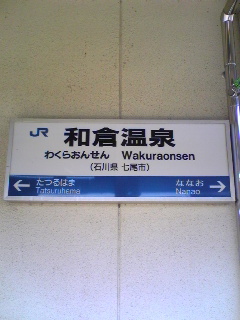 JR 和倉温泉
わくらおんせん Wakuraonsen
(石川県 七尾市)
← たつるはま ななお →
Tatsuruhama Nanao